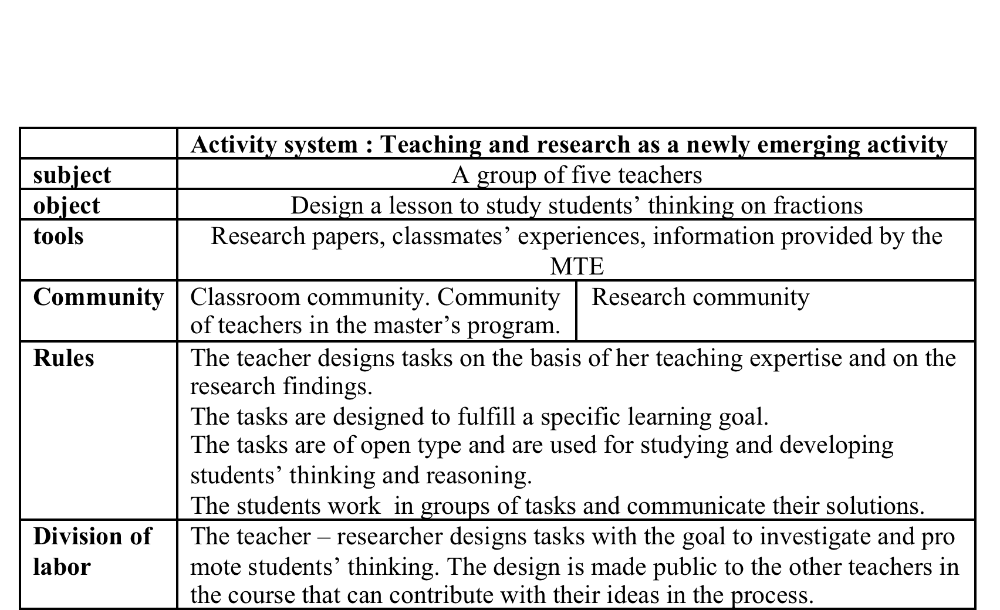 Activity system : Teaching and research as a newly emerging activity
subject A group of five teachers
object Design a lesson to study students’ thinking on fractions
tools Research papers, classmates’ experiences, information provided by the
MTE
Community Classroom community. Community Research community
of teachers in the master’s program.
Rules The teacher designs tasks on the basis of her teaching expertise and on the
research findings.
The tasks are designed to fulfill a specific learning goal.
The tasks are of open type and are used for studying and developing
students’ thinking and reasoning.
The students work  in groups of tasks and communicate their solutions.
Division of The teacher – researcher designs tasks with the goal to investigate and pro
labor mote students’ thinking. The design is made public to the other teachers in
the course that can contribute with their ideas in the process.